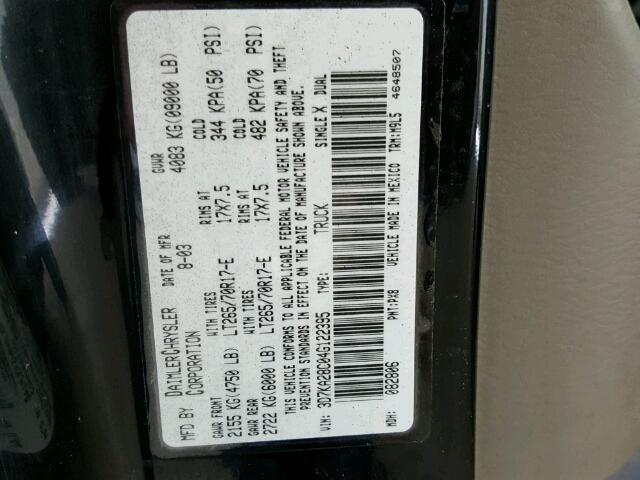 MFD BY DAIMLERCHRYSLER CORPORATION DATE OF MFR 8-03 GVWR 4083 KG(09000 LB)
GAWR FRONT WITH TIRES RIMS AT COLD
2155 KG(4750 LB) LT265/70R17-E 17X7.5 344 KPA(50 PSI)
GAWR REAR WITH TIRES RIMS AT COLD
2722 KG(6000 LB) LT265/70R17-E 17X7.5 482 KPA(70 PSI)
THIS VEHICLE CONFORMS TO ALL APPLICABLE FEDERAL MOTOR VEHICLE SAFETY AND THEFT
PREVENTION STANDARDS IN EFFECT ON THE DATE OF MANUFACTURE SHOWN ABOVE.
VIN: 3D7KA28C04G122395 TYPE: TRUCK SINGLE X DUAL
MDH: 082806 PNT:PXB VEHICLE MADE IN MEXICO TRM:M9L5 4648507